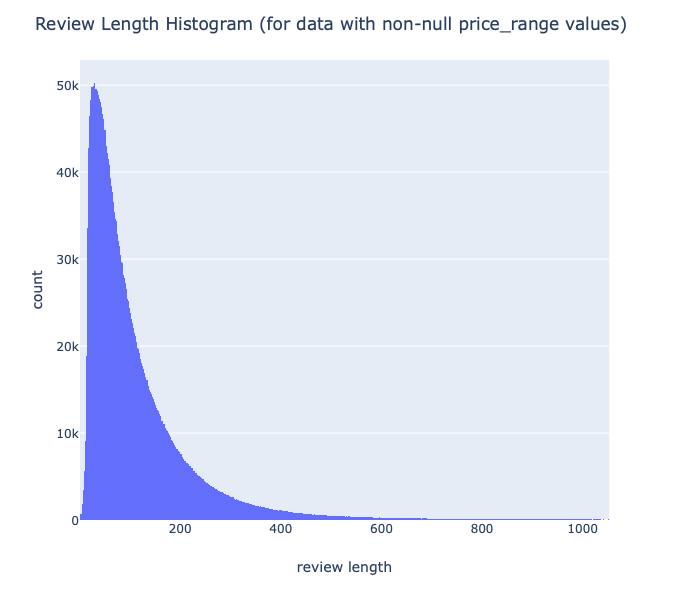 Review Length Histogram (for data with non-null price_range values)
50k
40k
30k
20k
10k
0
count
200
400
600
800
1000
review length